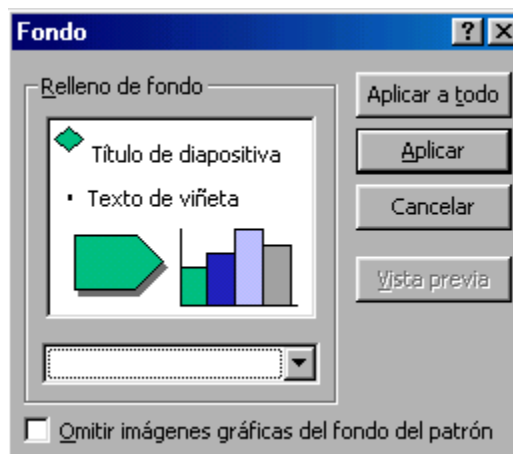 Fondo
Relleno de fondo
Título de diapositiva
Texto de viñeta
Aplicar a todo
Aplicar
Cancelar
Vista previa
Omitir imágenes gráficas del fondo del patrón